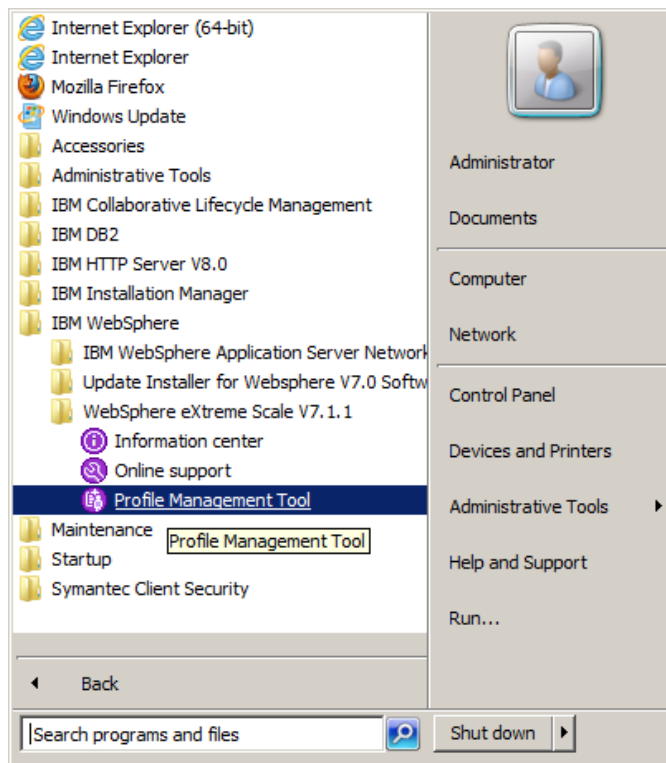 Internet Explorer (64-bit)
Internet Explorer
Mozilla Firefox
Windows Update
Accessories
Administrative Tools
IBM Collaborative Lifecycle Management
IBM DB2
IBM HTTP Server V8.0
IBM Installation Manager
IBM WebSphere
IBM WebSphere Application Server Network
Update Installer for Websphere V7.0 Softw
WebSphere eXtreme Scale V7.1.1
Information center
Online support
Profile Management Tool
Maintenance
Profile Management Tool
Startup
Symantec Client Security
Back
Search programs and files
Administrator
Documents
Computer
Network
Control Panel
Devices and Printers
Administrative Tools
Help and Support
Run...
Shut down